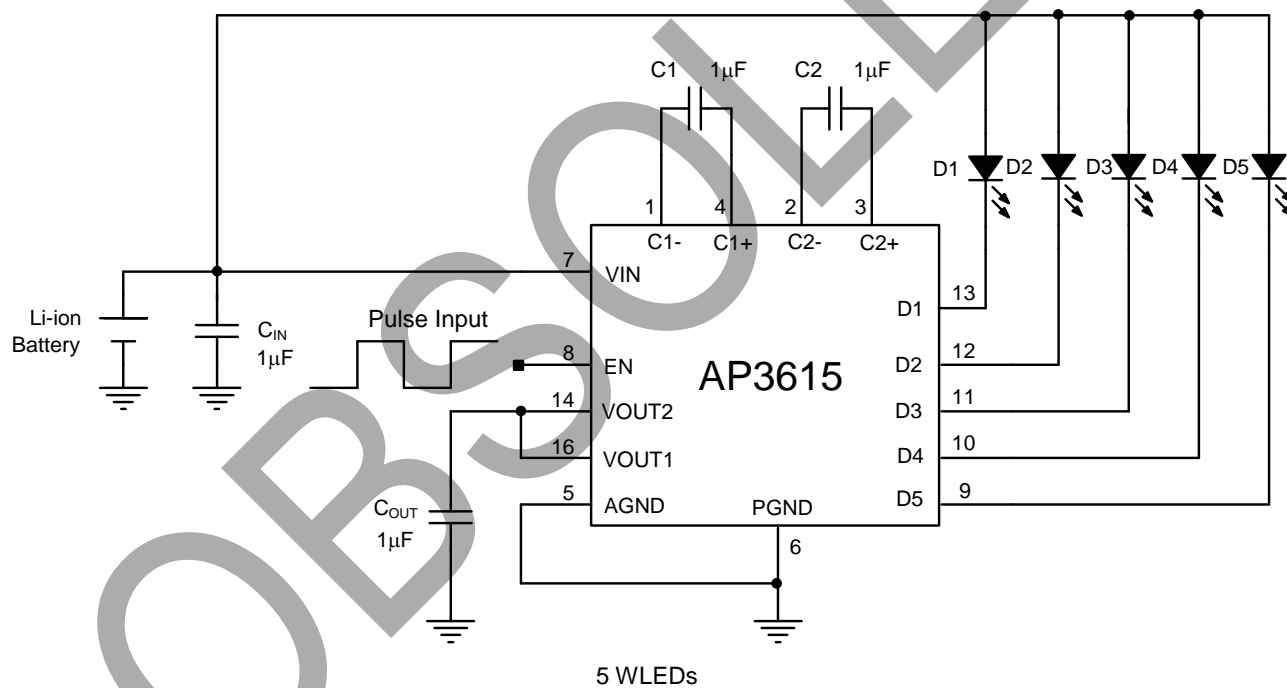 C1
1µF
C2
1µF
D1
D2
D3
D4
D5
1
4
2
3
C1-
C1+
C2-
C2+
7
VIN
Li-ion
Battery
CIN
1µF
Pulse Input
8
EN
14
VOUT2
16
VOUT1
5
AGND
COUT
1µF
AP3615
PGND
6
D1
13
D2
12
D3
11
D4
10
D5
9
5 WLEDs
OBSOLE